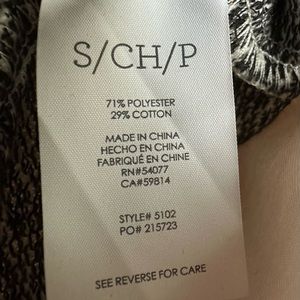 S/CH/P
71% POLYESTER
29% COTTON
MADE IN CHINA
HECHO EN CHINA
FABRIQUÉ EN CHINE
RN#54077
CA#59814
STYLE# 5102
PO# 215723
SEE REVERSE FOR CARE